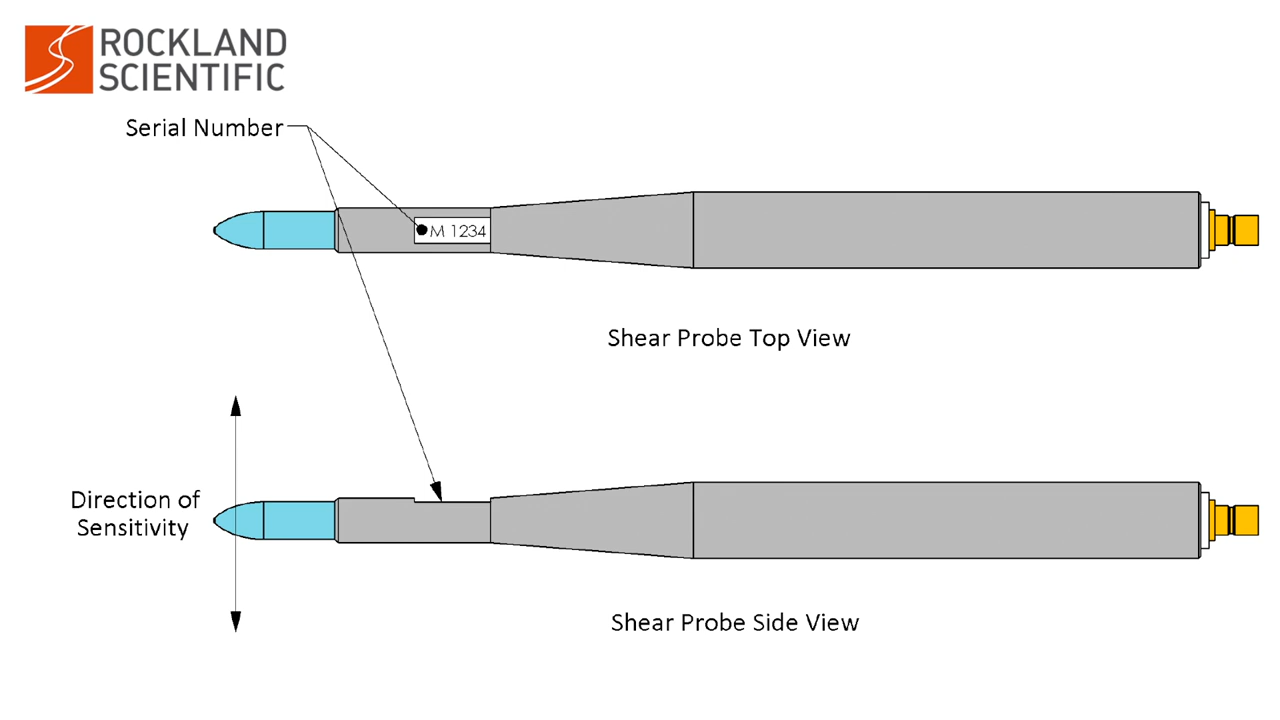 ROCKLAND
SCIENTIFIC
Serial Number
M 1234
Shear Probe Top View
Direction of
Sensitivity
Shear Probe Side View